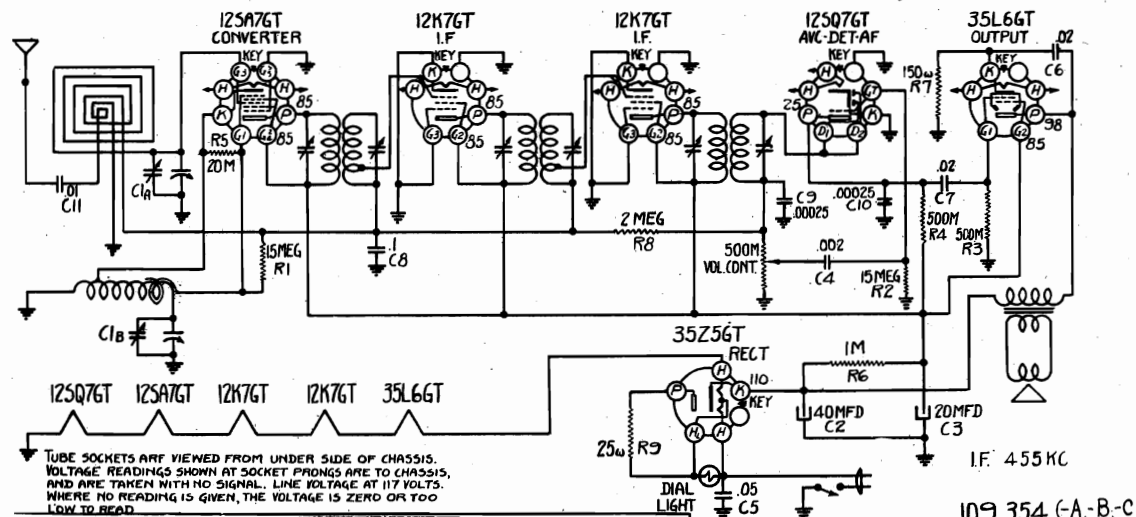 12SA7GT
CONVERTER
12K7GT
I.F
12K7GT
I.F.
12SQ7GT
AVC-DET-AF
35L6GT
OUTPUT
KEY
G3
G2
H
H
K
P
85
G1
G2
85
R5
20M
KEY
K
H
H
P
85
G3
G2
85
KEY
K
H
H
P
85
G3
G2
85
KEY
H
H
GT
25
P
K
D1
D2
150ω
R7
KEY
K
H
H
P
98
G1
G2
85
.02
C6
.01
C11
C1A
15MEG
R1
.1
C8
2 MEG
R8
C9
.00025
500M
VOL.CONT.
.002
C4
.00025
C10
15MEG
R2
.02
C7
500M
R4
500M
R3
C1B
35Z5GT
RECT
H
P
K
110
KEY
H
H
25ω
R9
1M
R6
40MFD
C2
20MFD
C3
DIAL
LIGHT
.05
C5
I.F. 455 KC
12SQ7GT 12SA7GT 12K7GT 12K7GT 35L6GT
TUBE SOCKETS ARE VIEWED FROM UNDER SIDE OF CHASSIS.
VOLTAGE READINGS SHOWN AT SOCKET PRONGS ARE TO CHASSIS,
AND ARE TAKEN WITH NO SIGNAL. LINE VOLTAGE AT 117 VOLTS.
WHERE NO READING IS GIVEN, THE VOLTAGE IS ZERO OR TOO
LOW TO READ
109.354 (-A.-B.-C